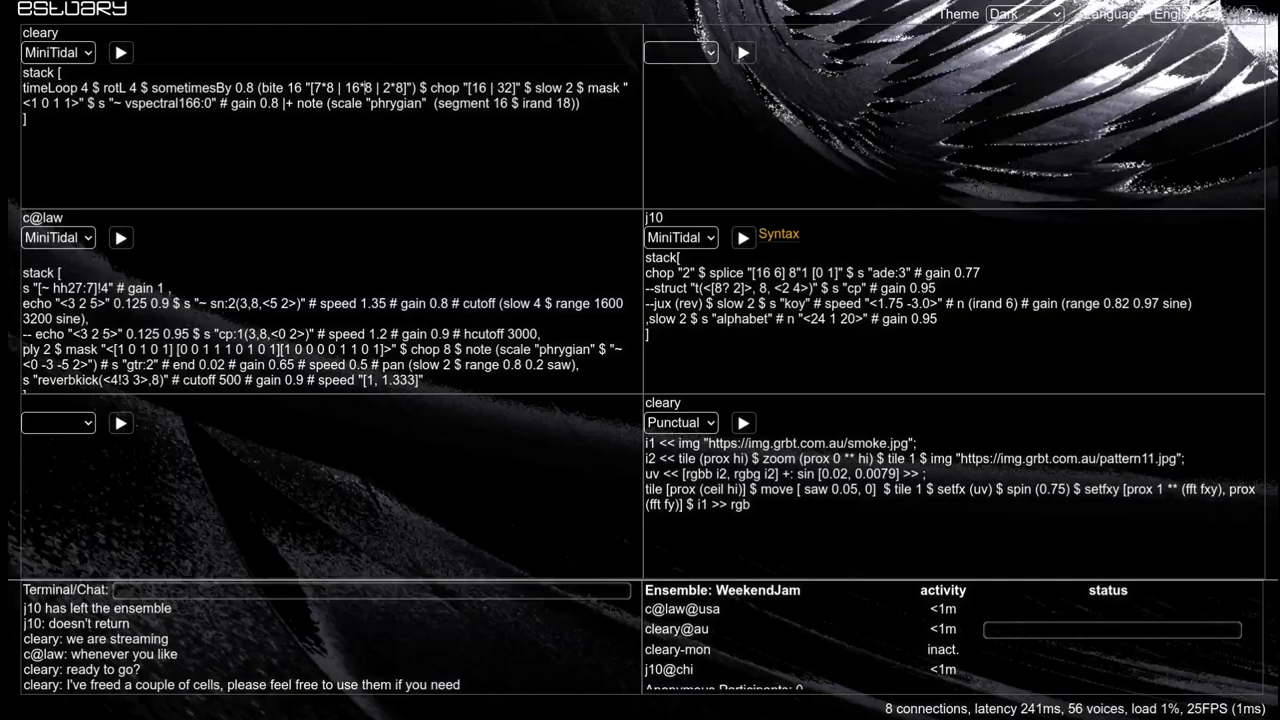 estuary
Theme Dark Language English ?
cleary
MiniTidal
stack [
timeLoop 4 $ rotL 4 $ sometimesBy 0.8 (bite 16 "[7*8 | 16*8 | 2*8]") $ chop "[16 | 32]" $ slow 2 $ mask "
<1 0 1 1>" $ s "~ vspectral166:0" # gain 0.8 |+ note (scale "phrygian"  (segment 16 $ irand 18))
]
c@law
MiniTidal
stack [
s "[~ hh27:7]!4" # gain 1 ,
echo "<3 2 5>" 0.125 0.9 $ s "~ sn:2(3,8,<5 2>)" # speed 1.35 # gain 0.8 # cutoff (slow 4 $ range 1600
3200 sine),
-- echo "<3 2 5>" 0.125 0.95 $ s "cp:1(3,8,<0 2>)" # speed 1.2 # gain 0.9 # hcutoff 3000,
ply 2 $ mask "<[1 0 1 0 1] [0 0 1 1 1 0 1 0 1][1 0 0 0 0 1 1 0 1]>" $ chop 8 $ note (scale "phrygian" $ "~
<0 -3 -5 2>") # s "gtr:2" # end 0.02 # gain 0.65 # speed 0.5 # pan (slow 2 $ range 0.8 0.2 saw),
s "reverbkick(<4!3 3>,8)" # cutoff 500 # gain 0.9 # speed "[1, 1.333]"
j10
MiniTidal Syntax
stack[
chop "2" $ splice "[16 6] 8"1 [0 1]" $ s "ade:3" # gain 0.77
--struct "t(<[8? 2]>, 8, <2 4>)" $ s "cp" # gain 0.95
--jux (rev) $ slow 2 $ s "koy" # speed "<1.75 -3.0>" # n (irand 6) # gain (range 0.82 0.97 sine)
,slow 2 $ s "alphabet" # n "<24 1 20>" # gain 0.95
]
cleary
Punctual
i1 << img "https://img.grbt.com.au/smoke.jpg";
i2 << tile (prox hi) $ zoom (prox 0 ** hi) $ tile 1 $ img "https://img.grbt.com.au/pattern11.jpg";
uv << [rgbb i2, rgbg i2] +: sin [0.02, 0.0079] >> ;
tile [prox (ceil hi)] $ move [ saw 0.05, 0]  $ tile 1 $ setfx (uv) $ spin (0.75) $ setfxy [prox 1 ** (fft fxy), prox
(fft fy)] $ i1 >> rgb
Terminal/Chat:
j10 has left the ensemble
j10: doesn't return
cleary: we are streaming
c@law: whenever you like
cleary: ready to go?
cleary: I've freed a couple of cells, please feel free to use them if you need
Ensemble: WeekendJam activity status
c@law@usa <1m
cleary@au <1m
cleary-mon inact.
j10@chi <1m
Anonymous Participants: 0
8 connections, latency 241ms, 56 voices, load 1%, 25FPS (1ms)